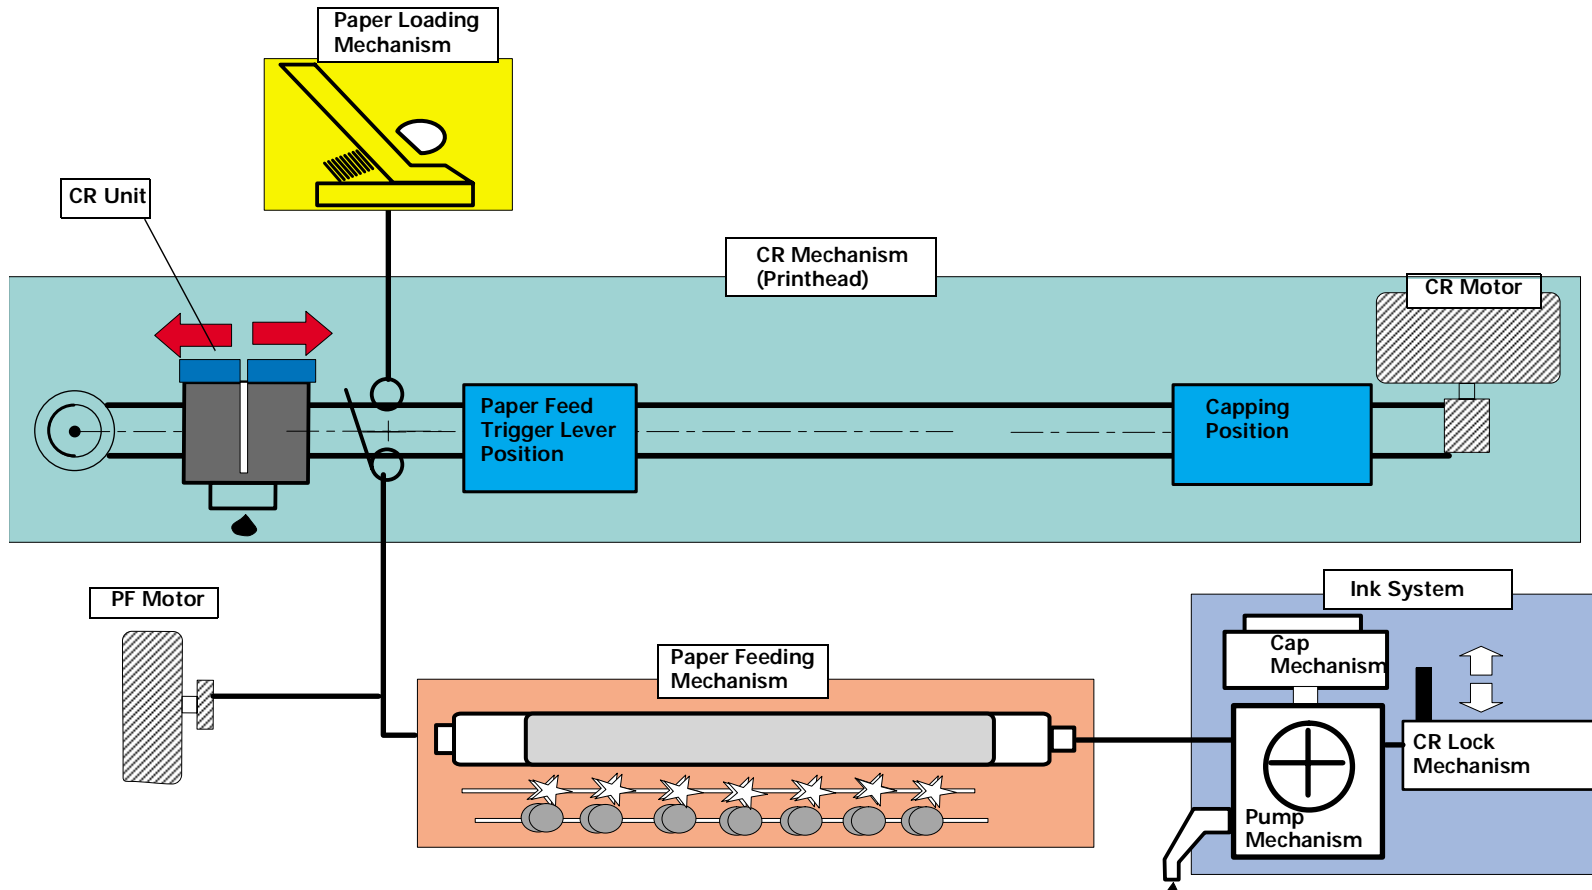 Paper Loading
Mechanism
CR Unit
CR Mechanism
(Printhead)
CR Motor
Paper Feed
Trigger Lever
Position
Capping
Position
PF Motor
Ink System
Paper Feeding
Mechanism
Cap
Mechanism
CR Lock
Mechanism
Pump
Mechanism